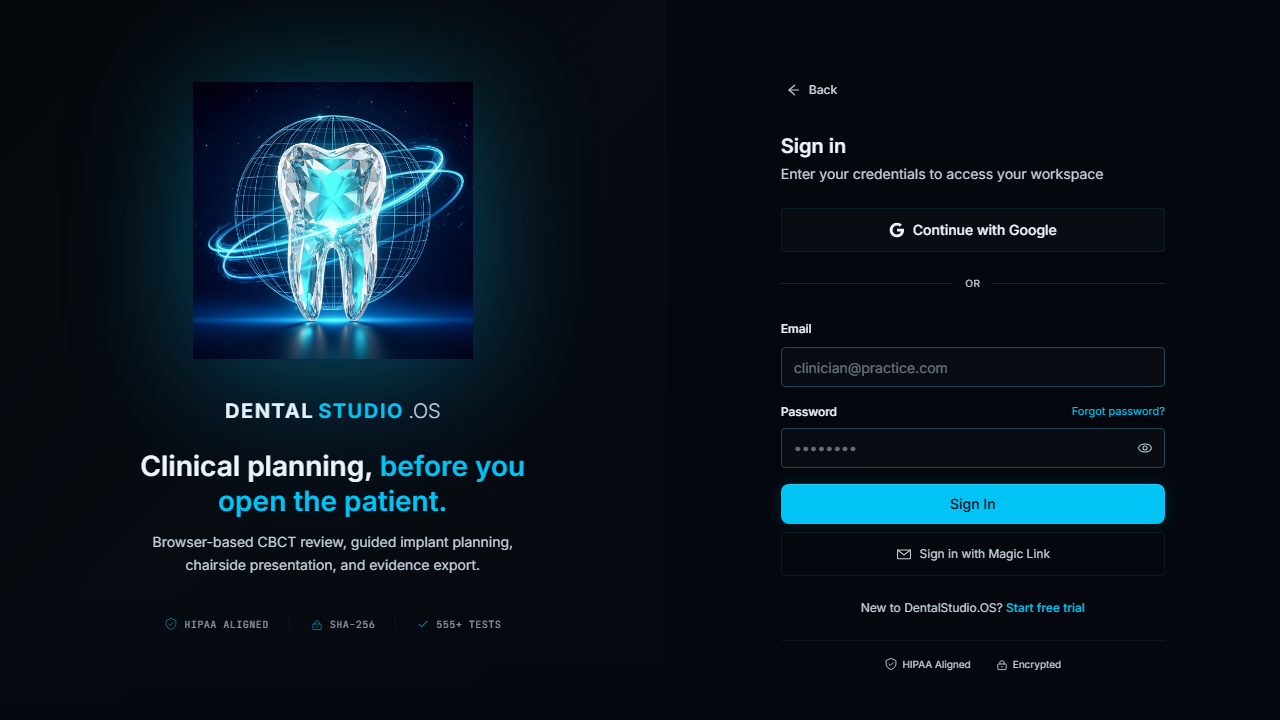 DENTAL STUDIO .OS
Clinical planning, before you
open the patient.
Browser-based CBCT review, guided implant planning,
chairside presentation, and evidence export.
HIPAA ALIGNED
SHA-256
555+ TESTS
Back
Sign in
Enter your credentials to access your workspace
Continue with Google
OR
Email
clinician@practice.com
Password
Forgot password?
••••••••
Sign In
Sign in with Magic Link
New to DentalStudio.OS? Start free trial
HIPAA Aligned
Encrypted